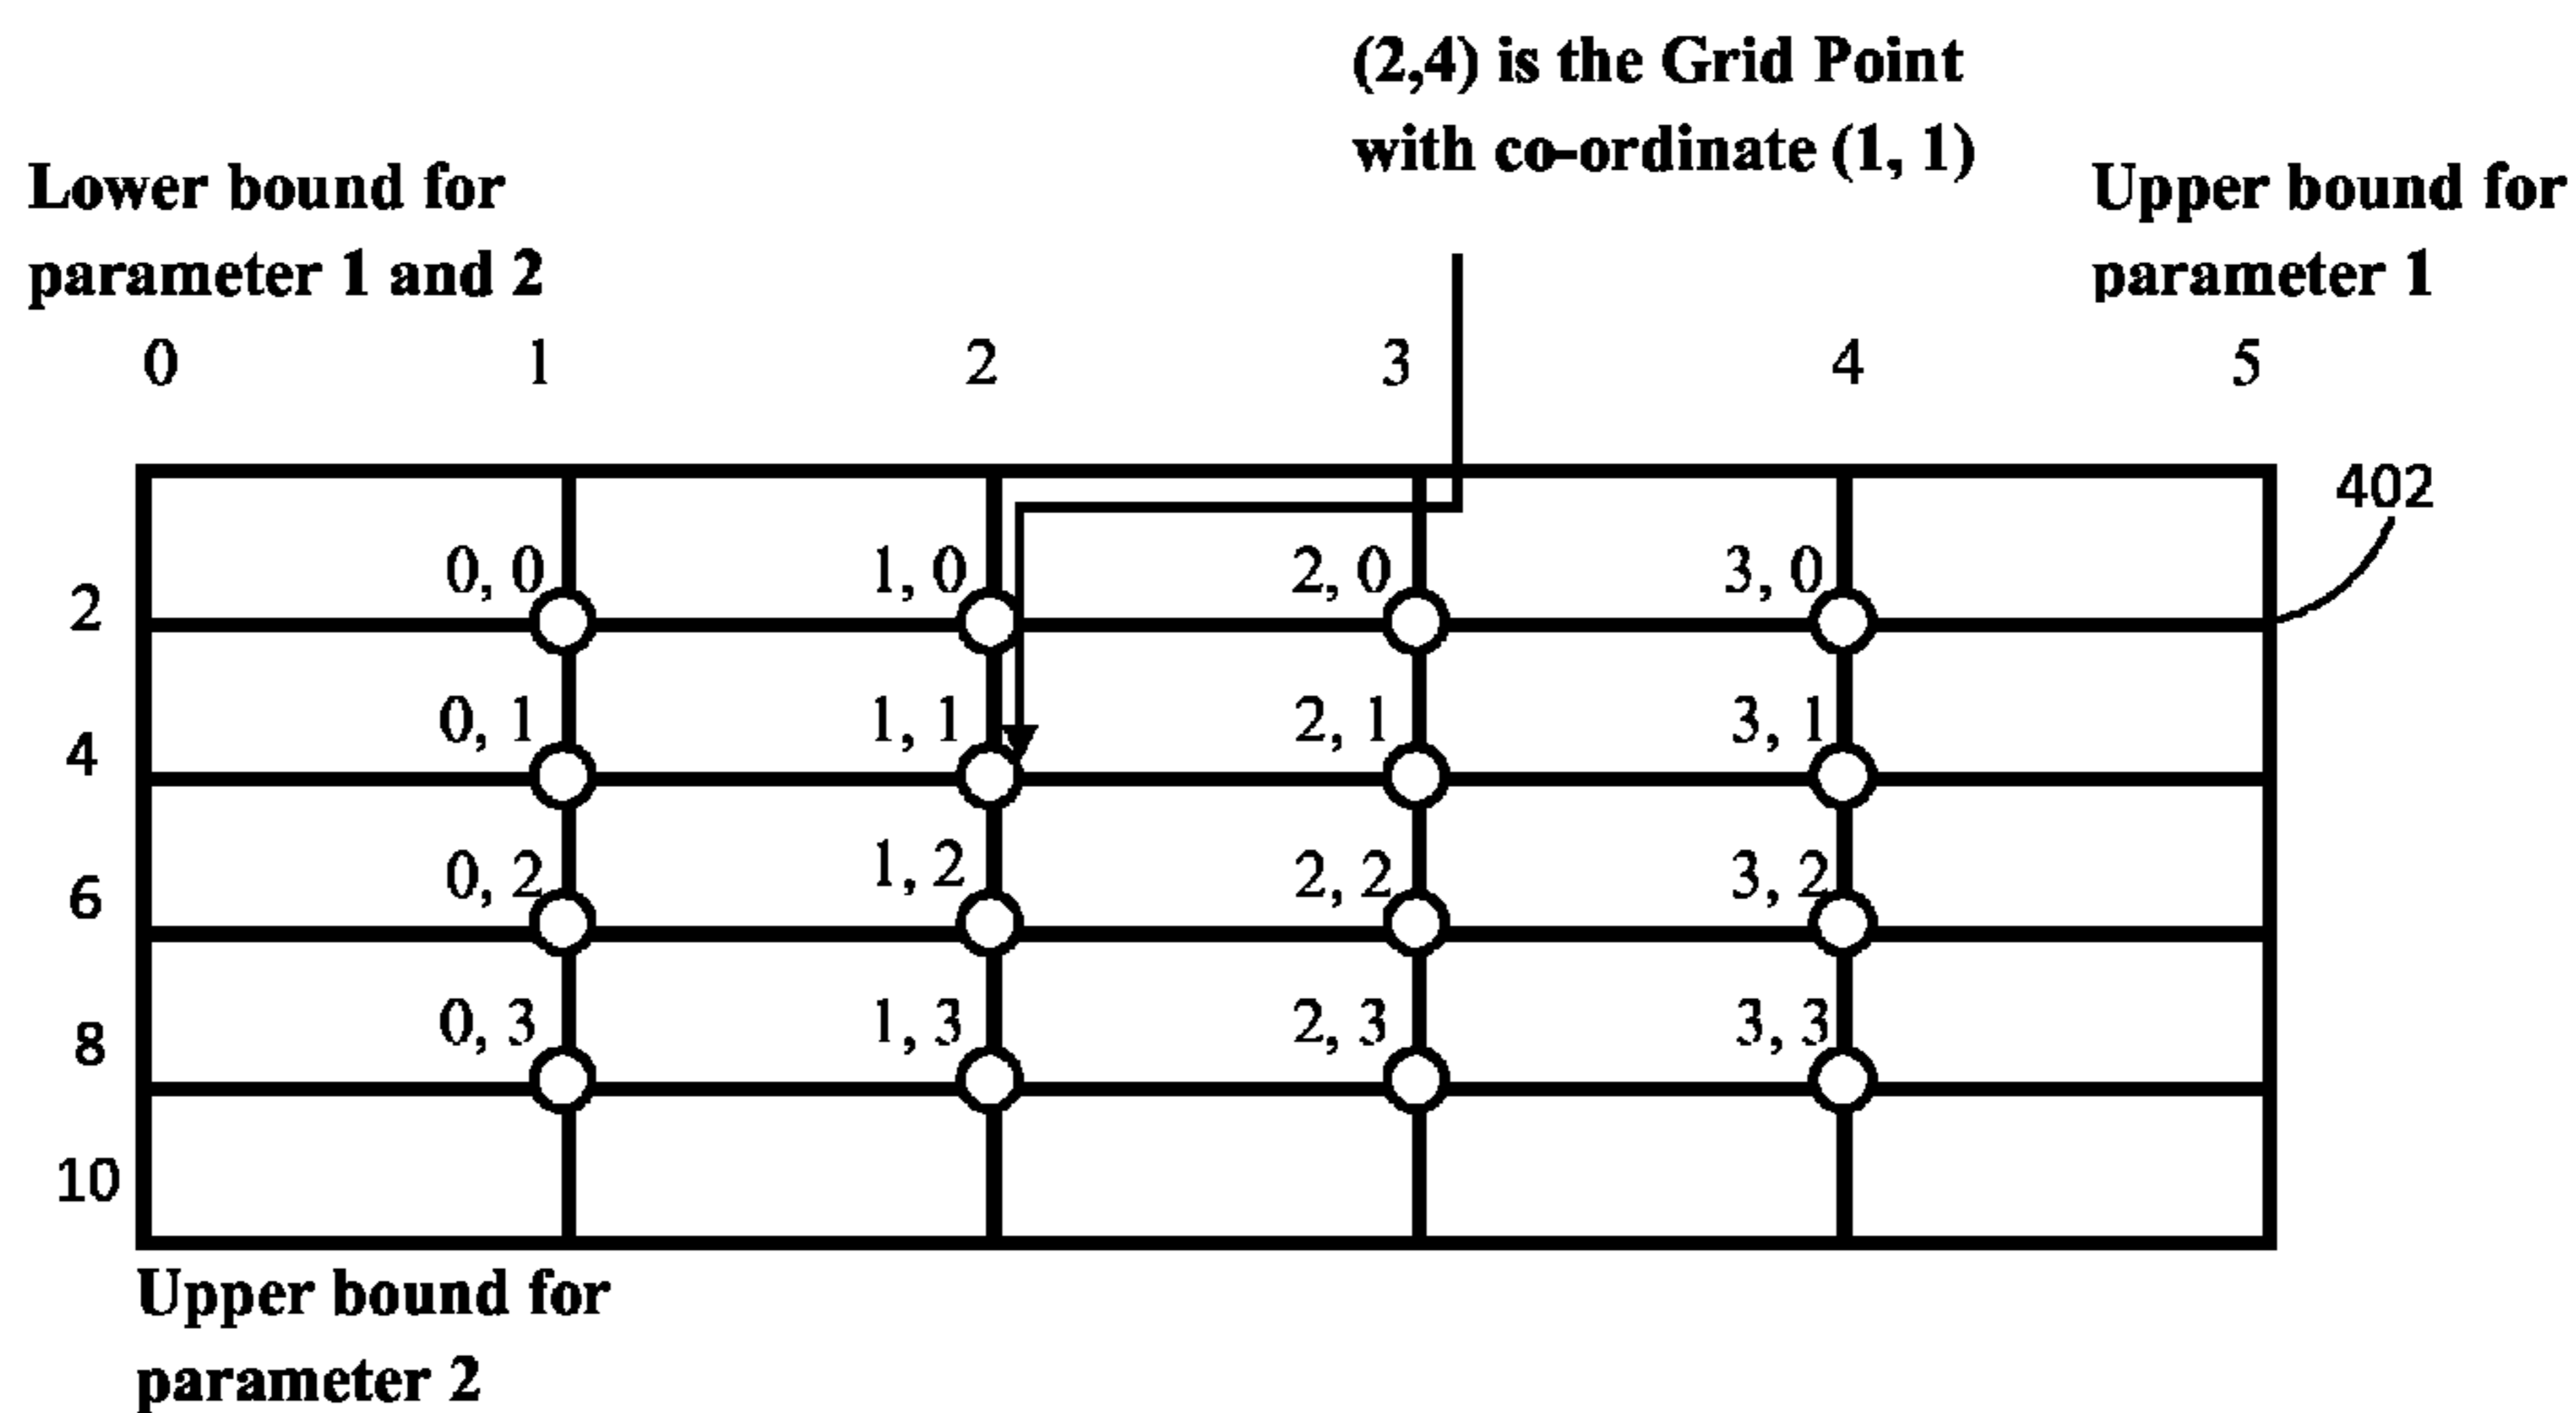 (2,4) is the Grid Point
with co-ordinate (1, 1)
Lower bound for
parameter 1 and 2
Upper bound for
parameter 1
0 1 2 3 4 5
402
0, 0 1, 0 2, 0 3, 0
2
0, 1 1, 1 2, 1 3, 1
4
0, 2 1, 2 2, 2 3, 2
6
0, 3 1, 3 2, 3 3, 3
8
10
Upper bound for
parameter 2